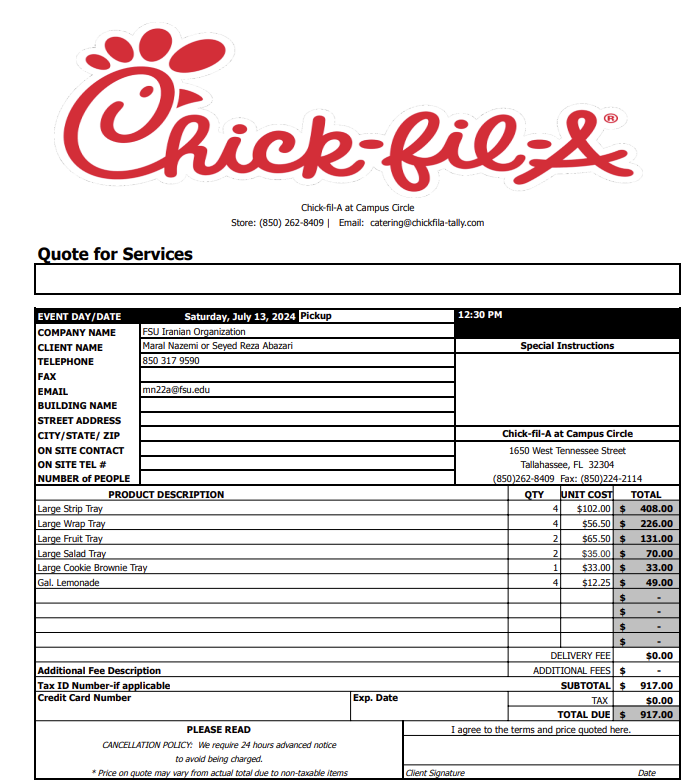 Chick-fil-A®
Chick-fil-A at Campus Circle
Store: (850) 262-8409 | Email: catering@chickfila-tally.com
Quote for Services
EVENT DAY/DATE Saturday, July 13, 2024 Pickup 12:30 PM
COMPANY NAME FSU Iranian Organization
CLIENT NAME Maral Nazemi or Seyed Reza Abazari Special Instructions
TELEPHONE 850 317 9590
FAX
EMAIL mn22a@fsu.edu
BUILDING NAME
STREET ADDRESS
CITY/STATE/ ZIP Chick-fil-A at Campus Circle
ON SITE CONTACT 1650 West Tennessee Street
ON SITE TEL # Tallahassee, FL 32304
NUMBER of PEOPLE (850)262-8409 Fax: (850)224-2114
PRODUCT DESCRIPTION QTY UNIT COST TOTAL
Large Strip Tray 4 $102.00 $ 408.00
Large Wrap Tray 4 $56.50 $ 226.00
Large Fruit Tray 2 $65.50 $ 131.00
Large Salad Tray 2 $35.00 $ 70.00
Large Cookie Brownie Tray 1 $33.00 $ 33.00
Gal. Lemonade 4 $12.25 $ 49.00
$ -
$ -
$ -
$ -
DELIVERY FEE $0.00
Additional Fee Description ADDITIONAL FEES $ -
Tax ID Number-if applicable SUBTOTAL $ 917.00
Credit Card Number Exp. Date TAX $0.00
TOTAL DUE $ 917.00
PLEASE READ I agree to the terms and price quoted here.
CANCELLATION POLICY: We require 24 hours advanced notice
to avoid being charged.
* Price on quote may vary from actual total due to non-taxable items Client Signature Date